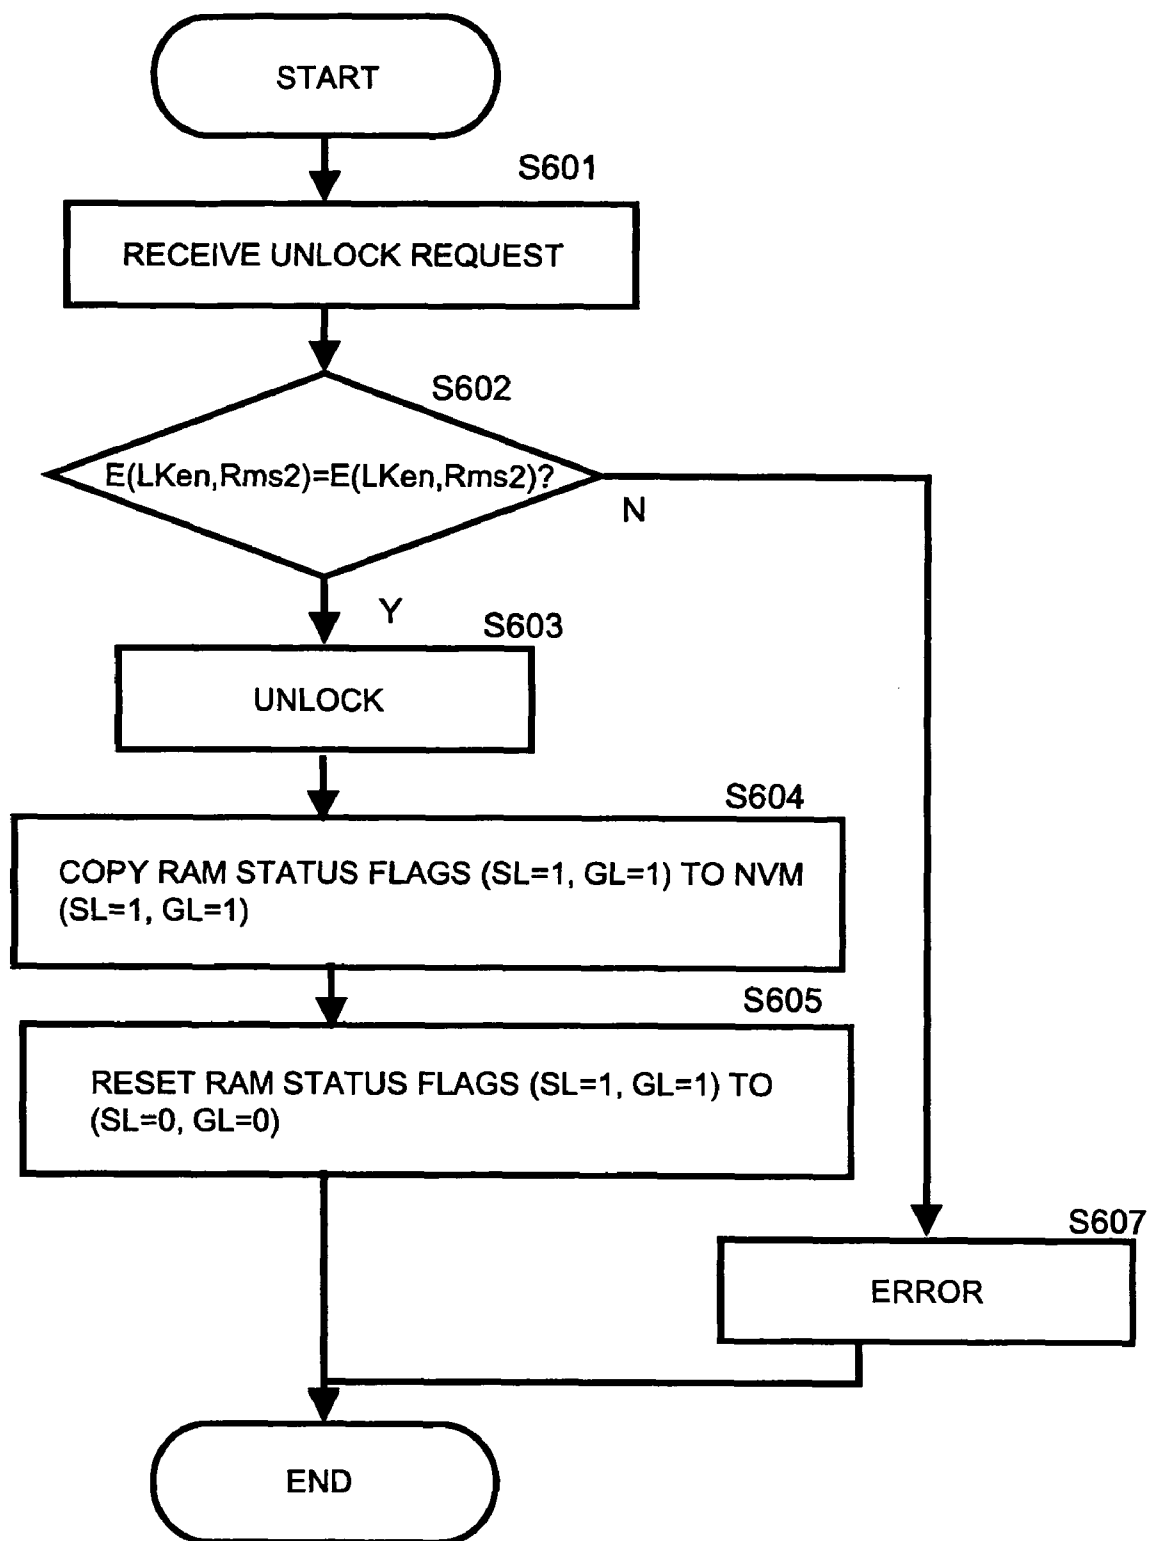 START
S601
RECEIVE UNLOCK REQUEST
S602
E(LKen,Rms2)=E(LKen,Rms2)?
N
Y
S603
UNLOCK
S604
COPY RAM STATUS FLAGS (SL=1, GL=1) TO NVM
(SL=1, GL=1)
S605
RESET RAM STATUS FLAGS (SL=1, GL=1) TO
(SL=0, GL=0)
S607
ERROR
END